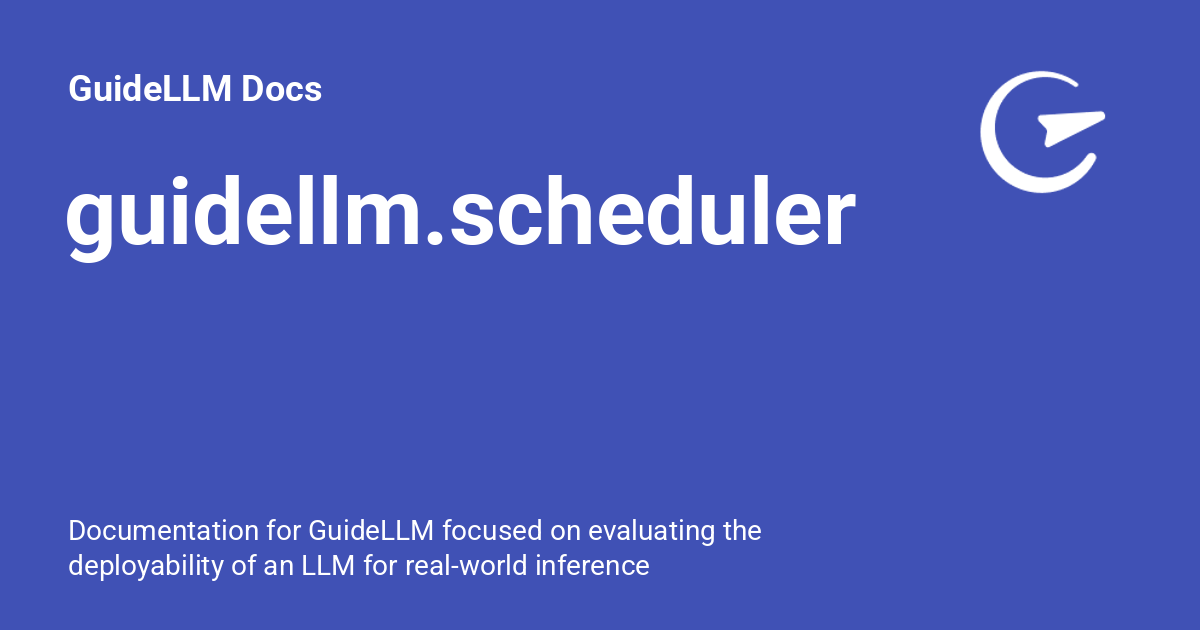 GuideLLM Docs
guidellm.scheduler
Documentation for GuideLLM focused on evaluating the
deployability of an LLM for real-world inference